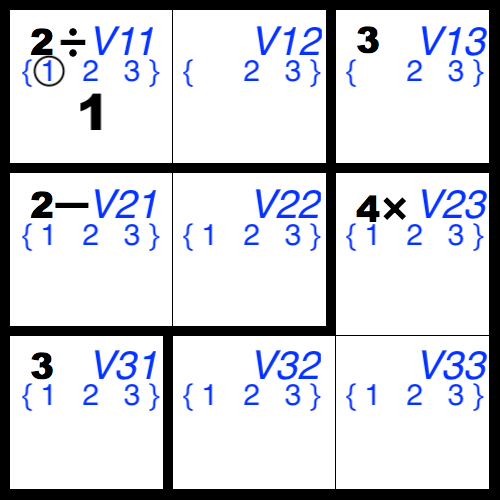 2÷ V11 V12 3 V13
{ 1 2 3 } { 2 3 } { 2 3 }
1
2− V21 V22 4× V23
{ 1 2 3 } { 1 2 3 } { 1 2 3 }
3 V31 V32 V33
{ 1 2 3 } { 1 2 3 } { 1 2 3 }